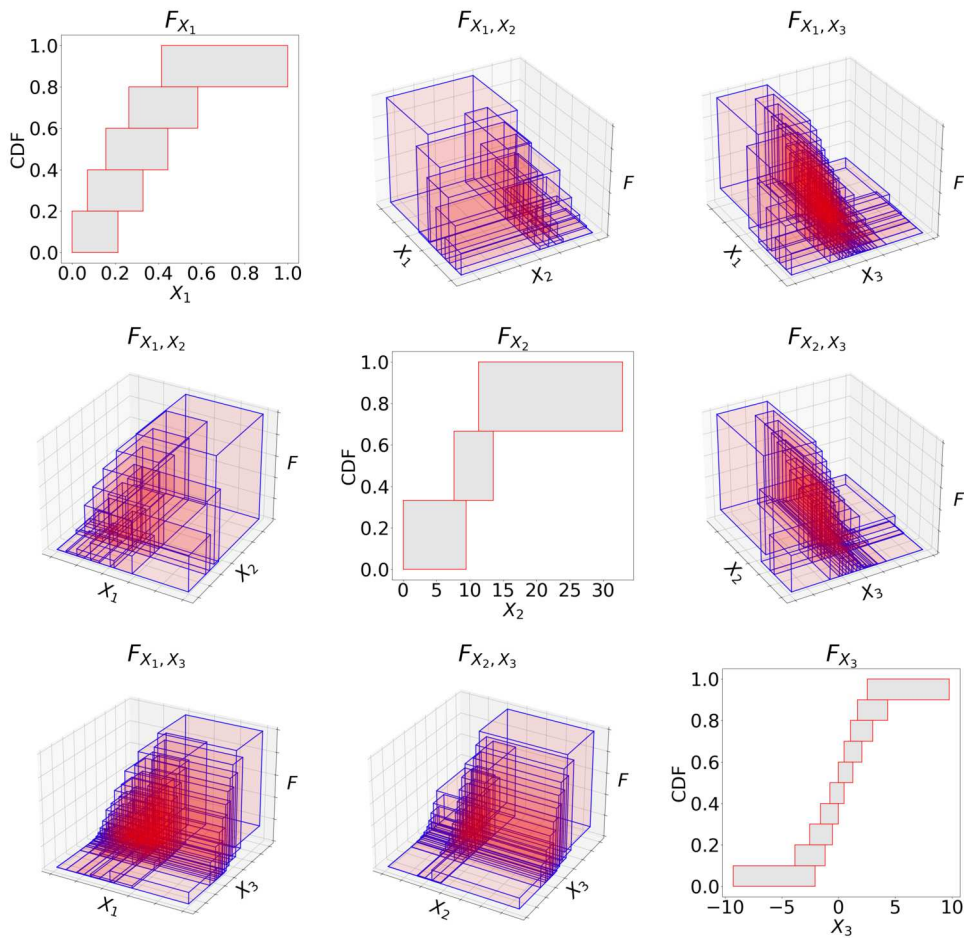 F_{X_1}
1.0
0.8
0.6
0.4
0.2
0.0
CDF
0.0 0.2 0.4 0.6 0.8 1.0
X_1
F_{X_1, X_2}
X_1
X_2
F
F_{X_1, X_3}
X_1
X_3
F
F_{X_1, X_2}
X_1
X_2
F
F_{X_2}
1.0
0.8
0.6
0.4
0.2
0.0
CDF
0 5 10 15 20 25 30
X_2
F_{X_2, X_3}
X_2
X_3
F
F_{X_1, X_3}
X_1
X_3
F
F_{X_2, X_3}
X_2
X_3
F
F_{X_3}
1.0
0.8
0.6
0.4
0.2
0.0
CDF
−10 −5 0 5 10
X_3